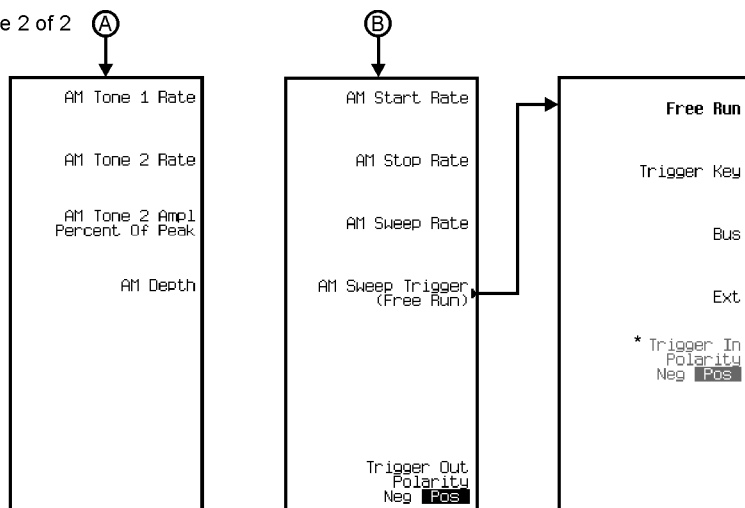 e 2 of 2
A
B
AM Tone 1 Rate
AM Tone 2 Rate
AM Tone 2 Ampl
Percent Of Peak
AM Depth
AM Start Rate
AM Stop Rate
AM Sweep Rate
AM Sweep Trigger
(Free Run)
Trigger Out
Polarity
Neg Pos
Free Run
Trigger Key
Bus
Ext
* Trigger In
Polarity
Neg Pos